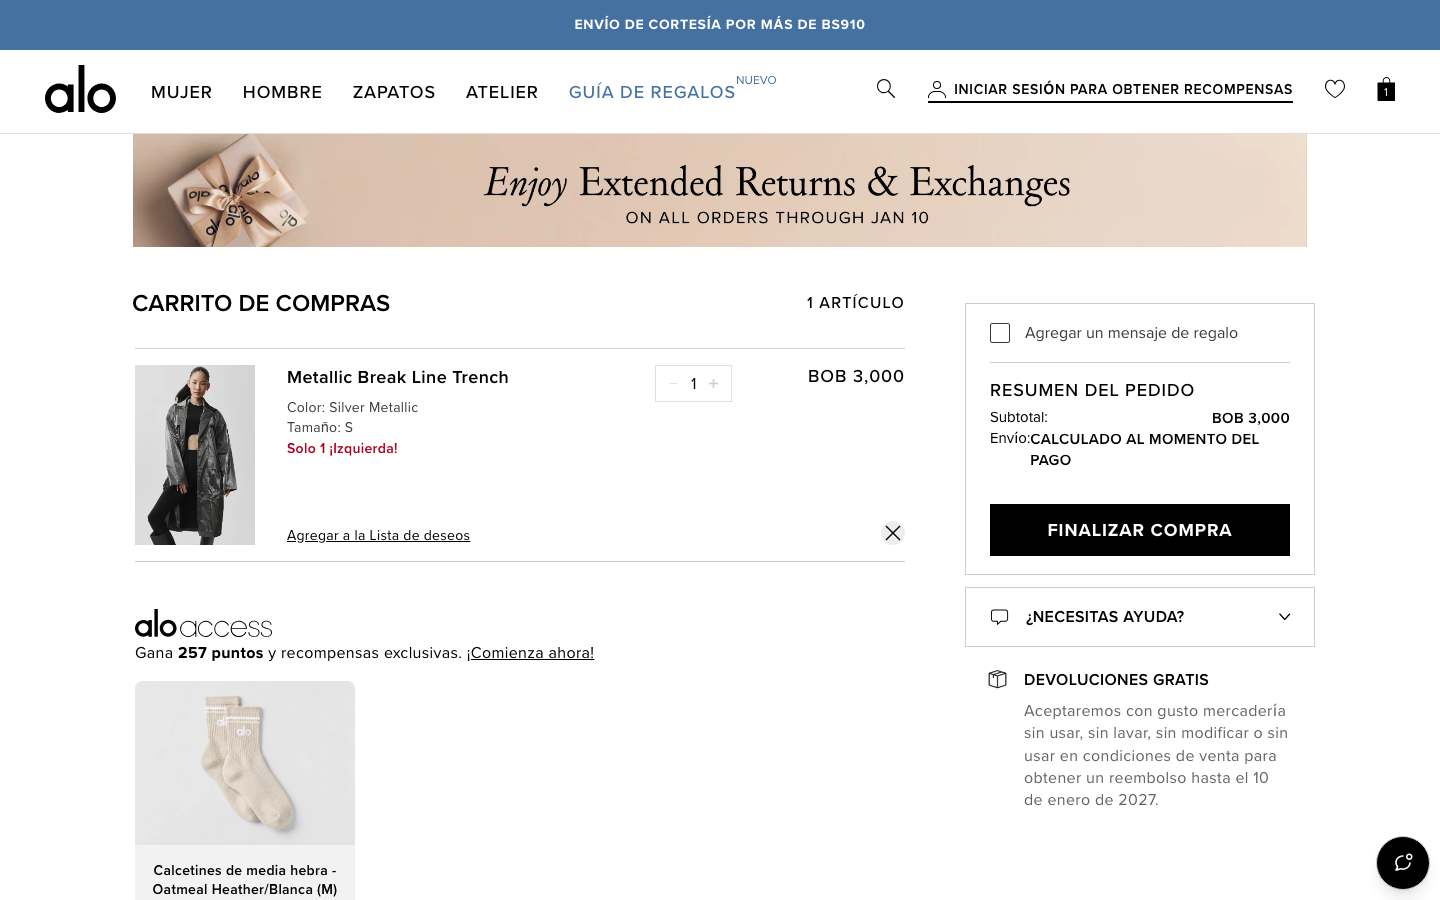 ENVÍO DE CORTESÍA POR MÁS DE BS910
alo
MUJER
HOMBRE
ZAPATOS
ATELIER
GUÍA DE REGALOS
NUEVO
INICIAR SESIÓN PARA OBTENER RECOMPENSAS
1
Enjoy Extended Returns & Exchanges
ON ALL ORDERS THROUGH JAN 10
CARRITO DE COMPRAS
1 ARTÍCULO
Metallic Break Line Trench
Color: Silver Metallic
Tamaño: S
Solo 1 ¡Izquierda!
− 1 +
BOB 3,000
Agregar a la Lista de deseos
alo access
Gana 257 puntos y recompensas exclusivas. ¡Comienza ahora!
alo
Calcetines de media hebra -
Oatmeal Heather/Blanca (M)
Agregar un mensaje de regalo
RESUMEN DEL PEDIDO
Subtotal: BOB 3,000
Envío: CALCULADO AL MOMENTO DEL
PAGO
FINALIZAR COMPRA
¿NECESITAS AYUDA?
DEVOLUCIONES GRATIS
Aceptaremos con gusto mercadería
sin usar, sin lavar, sin modificar o sin
usar en condiciones de venta para
obtener un reembolso hasta el 10
de enero de 2027.